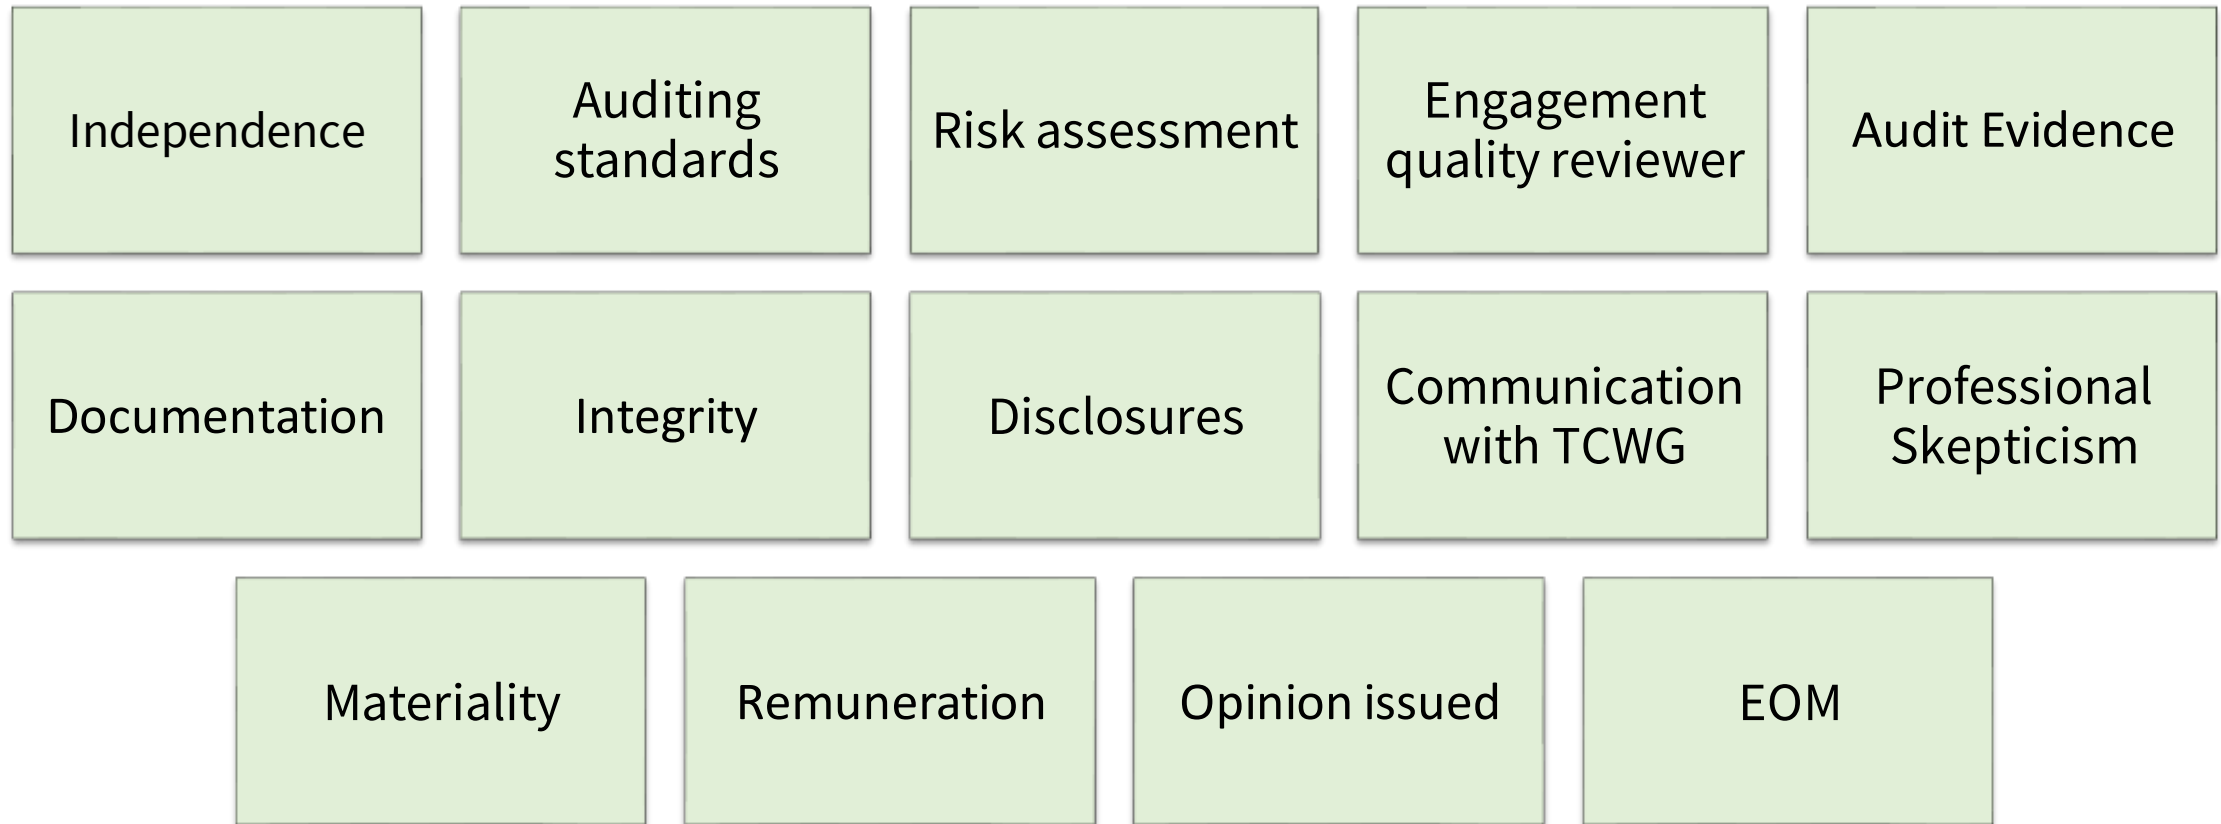 Independence
Auditing
standards
Risk assessment
Engagement
quality reviewer
Audit Evidence
Documentation
Integrity
Disclosures
Communication
with TCWG
Professional
Skepticism
Materiality
Remuneration
Opinion issued
EOM